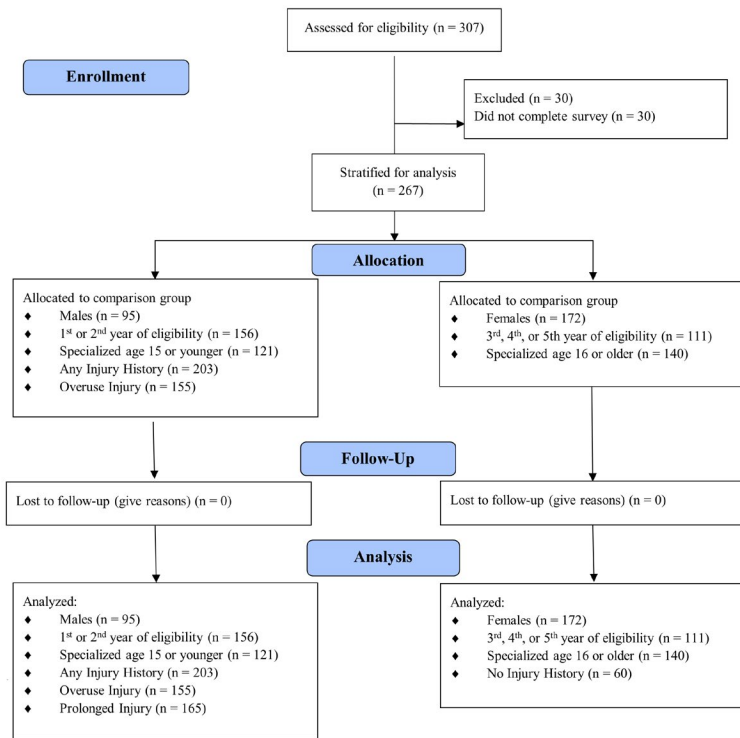 Assessed for eligibility (n = 307)
Enrollment
Excluded (n = 30)
Did not complete survey (n = 30)
Stratified for analysis
(n = 267)
Allocation
Allocated to comparison group
♦ Males (n = 95)
♦ 1st or 2nd year of eligibility (n = 156)
♦ Specialized age 15 or younger (n = 121)
♦ Any Injury History (n = 203)
♦ Overuse Injury (n = 155)
Allocated to comparison group
♦ Females (n = 172)
♦ 3rd, 4th, or 5th year of eligibility (n = 111)
♦ Specialized age 16 or older (n = 140)
Follow-Up
Lost to follow-up (give reasons) (n = 0)
Lost to follow-up (give reasons) (n = 0)
Analysis
Analyzed:
♦ Males (n = 95)
♦ 1st or 2nd year of eligibility (n = 156)
♦ Specialized age 15 or younger (n = 121)
♦ Any Injury History (n = 203)
♦ Overuse Injury (n = 155)
♦ Prolonged Injury (n = 165)
Analyzed:
♦ Females (n = 172)
♦ 3rd, 4th, or 5th year of eligibility (n = 111)
♦ Specialized age 16 or older (n = 140)
♦ No Injury History (n = 60)